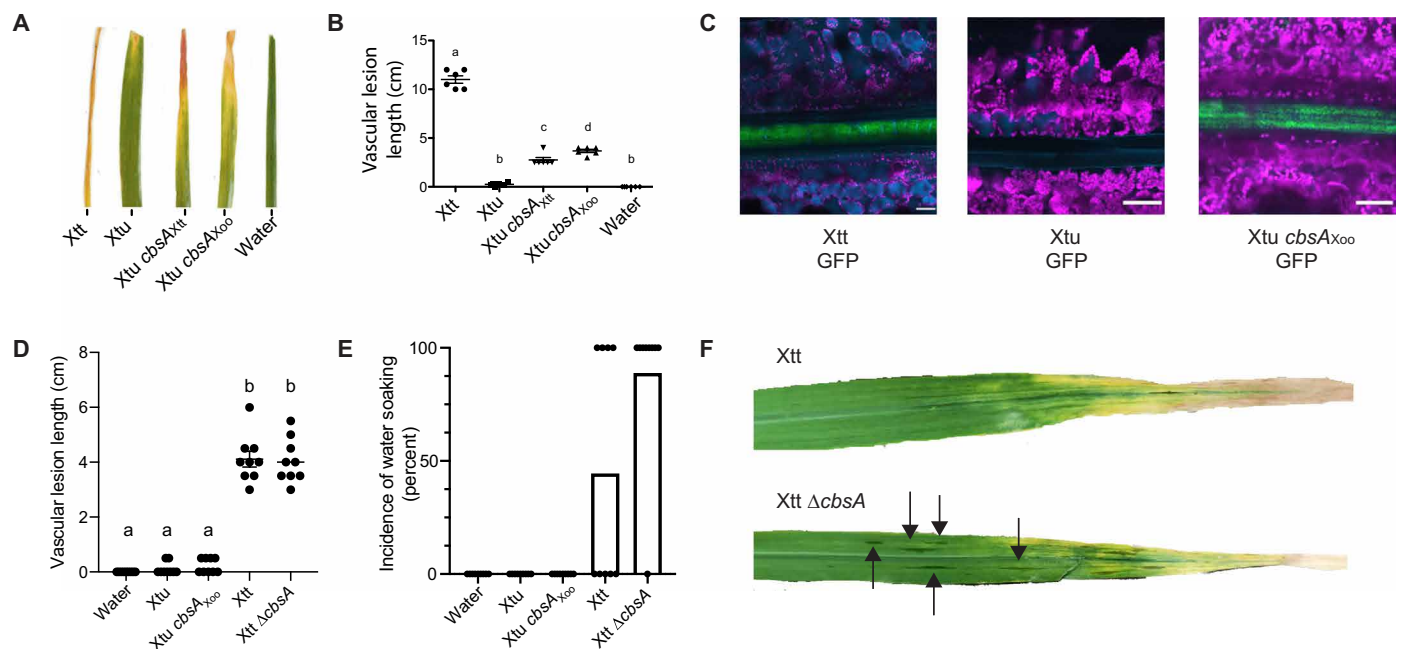 A
Xtt
Xtu
Xtu cbsAXtt
Xtu cbsAXoo
Water
B
Vascular lesion
length (cm)
15
10
5
0
a
b
c
d
b
Xtt
Xtu
Xtu cbsAXtt
Xtu cbsAXoo
Water
C
Xtt
GFP
Xtu
GFP
Xtu cbsAXoo
GFP
D
Vascular lesion length (cm)
8
6
4
2
0
a
a
a
b
b
Water
Xtu
Xtu cbsAXoo
Xtt
Xtt ΔcbsA
E
Incidence of water soaking
(percent)
100
50
0
Water
Xtu
Xtu cbsAXoo
Xtt
Xtt ΔcbsA
F
Xtt
Xtt ΔcbsA